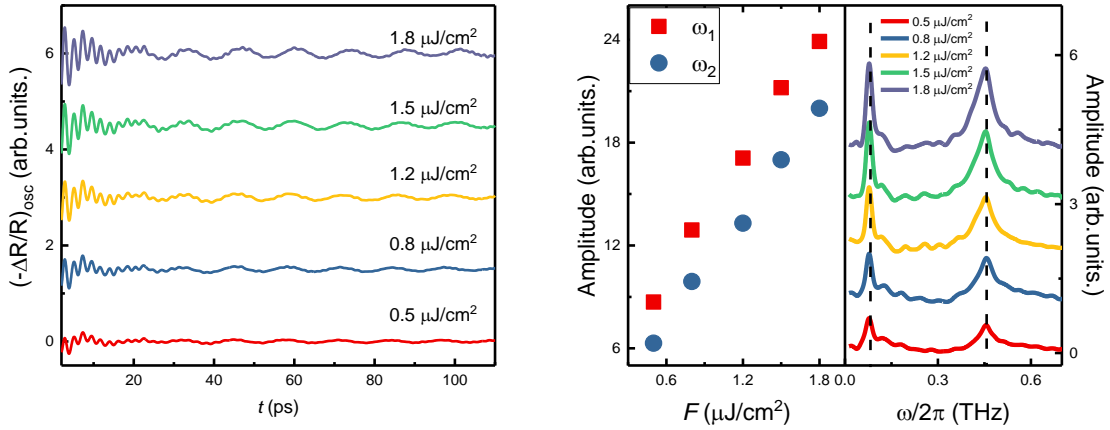 (-ΔR/R)osc (arb.units.)
6
4
2
0
1.8 μJ/cm²
1.5 μJ/cm²
1.2 μJ/cm²
0.8 μJ/cm²
0.5 μJ/cm²
20 40 60 80 100
t (ps)
Amplitude (arb.units.)
24
18
12
6
ω₁
ω₂
0.6 1.2 1.8
F (μJ/cm²)
0.5 μJ/cm²
0.8 μJ/cm²
1.2 μJ/cm²
1.5 μJ/cm²
1.8 μJ/cm²
0.0 0.3 0.6
ω/2π (THz)
6
3
0
Amplitude (arb.units.)